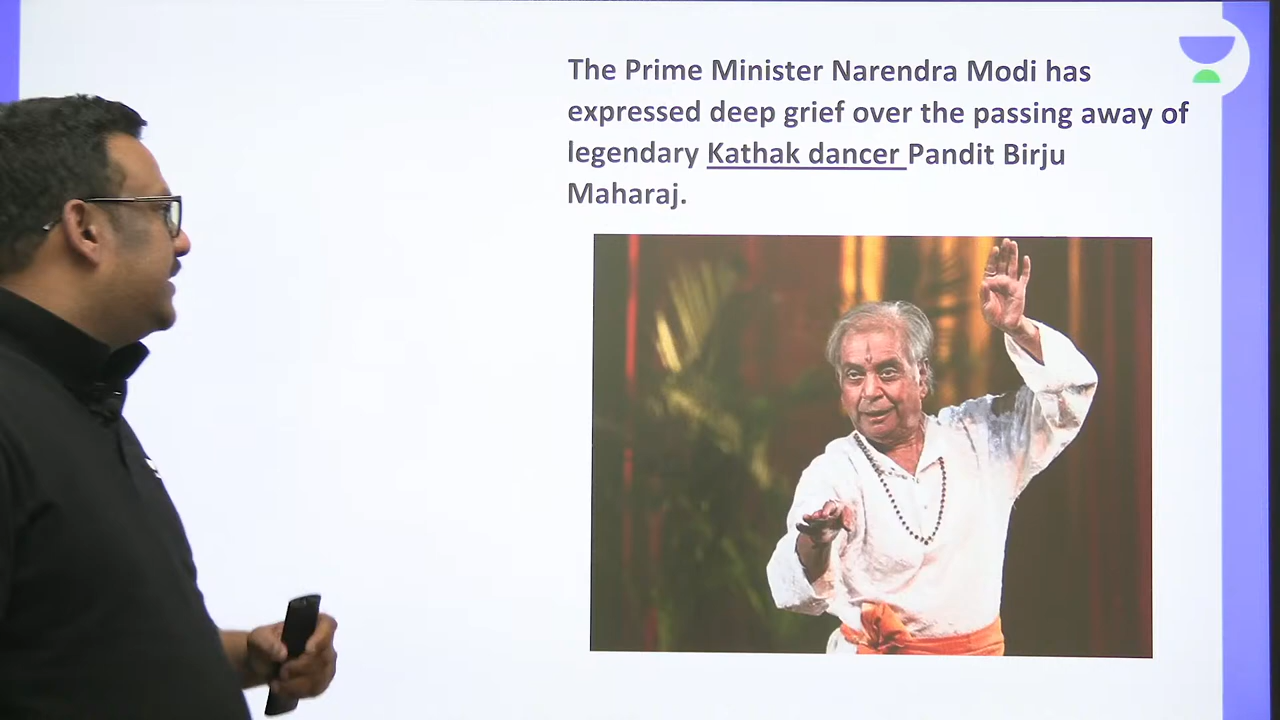 The Prime Minister Narendra Modi has
expressed deep grief over the passing away of
legendary Kathak dancer Pandit Birju
Maharaj.